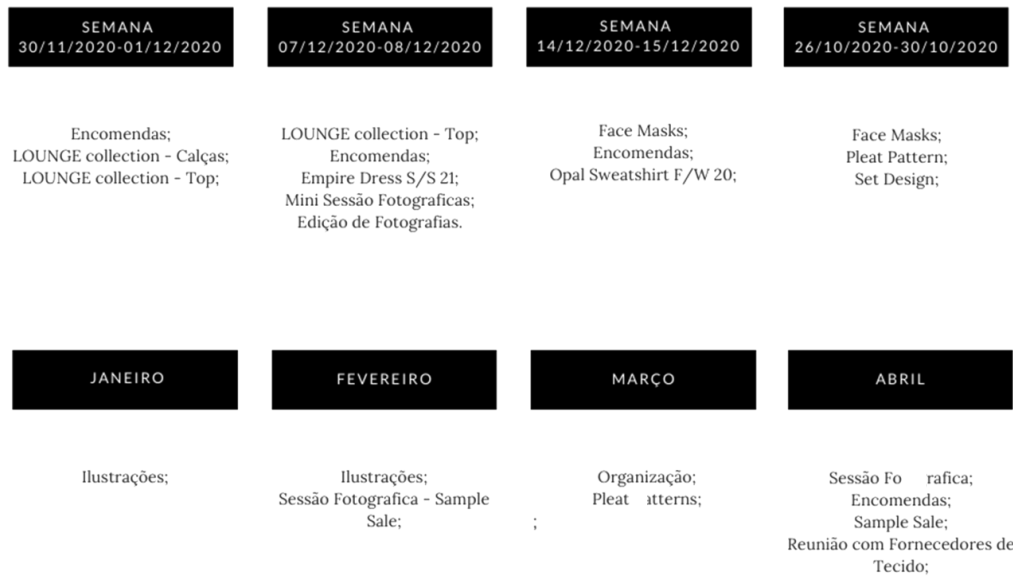 SEMANA
30/11/2020-01/12/2020
Encomendas;
LOUNGE collection - Calças;
LOUNGE collection - Top;
SEMANA
07/12/2020-08/12/2020
LOUNGE collection - Top;
Encomendas;
Empire Dress S/S 21;
Mini Sessão Fotograficas;
Edição de Fotografias.
SEMANA
14/12/2020-15/12/2020
Face Masks;
Encomendas;
Opal Sweatshirt F/W 20;
SEMANA
26/10/2020-30/10/2020
Face Masks;
Pleat Pattern;
Set Design;
JANEIRO
Ilustrações;
FEVEREIRO
Ilustrações;
Sessão Fotografica - Sample
Sale;
MARÇO
Organização;
Pleat
;
ABRIL
Sessão
Encomendas;
Sample Sale;
Reunião com Fornecedores de
Tecido;